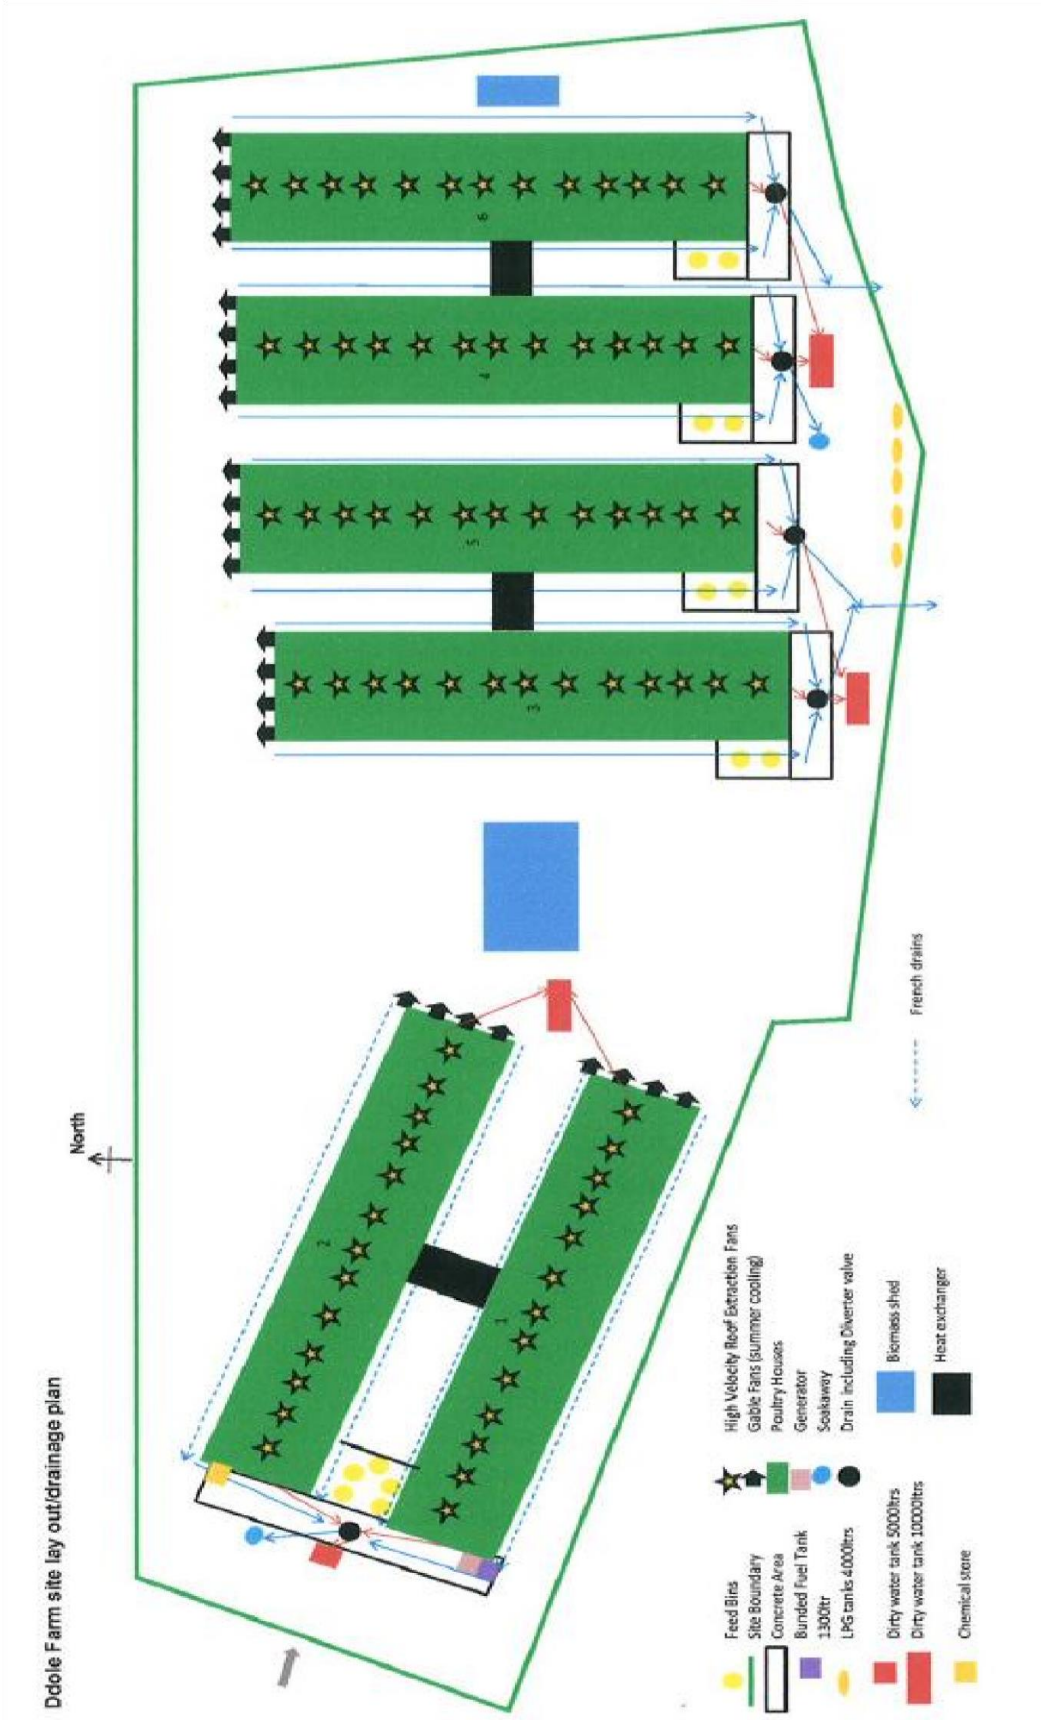 Ddole Farm site lay out/drainage plan
North
6
4
5
3
2
1
French drains
Feed Bins
Site Boundary
Concrete Area
Bunded Fuel Tank
1300ltr
LPG tanks 4000ltrs
Dirty water tank 5000ltrs
Dirty water tank 10000ltrs
Chemical store
High Velocity Roof Extraction Fans
Gable Fans (summer cooling)
Poultry Houses
Generator
Soakaway
Drain including Diverter valve
Biomass shed
Heat exchanger